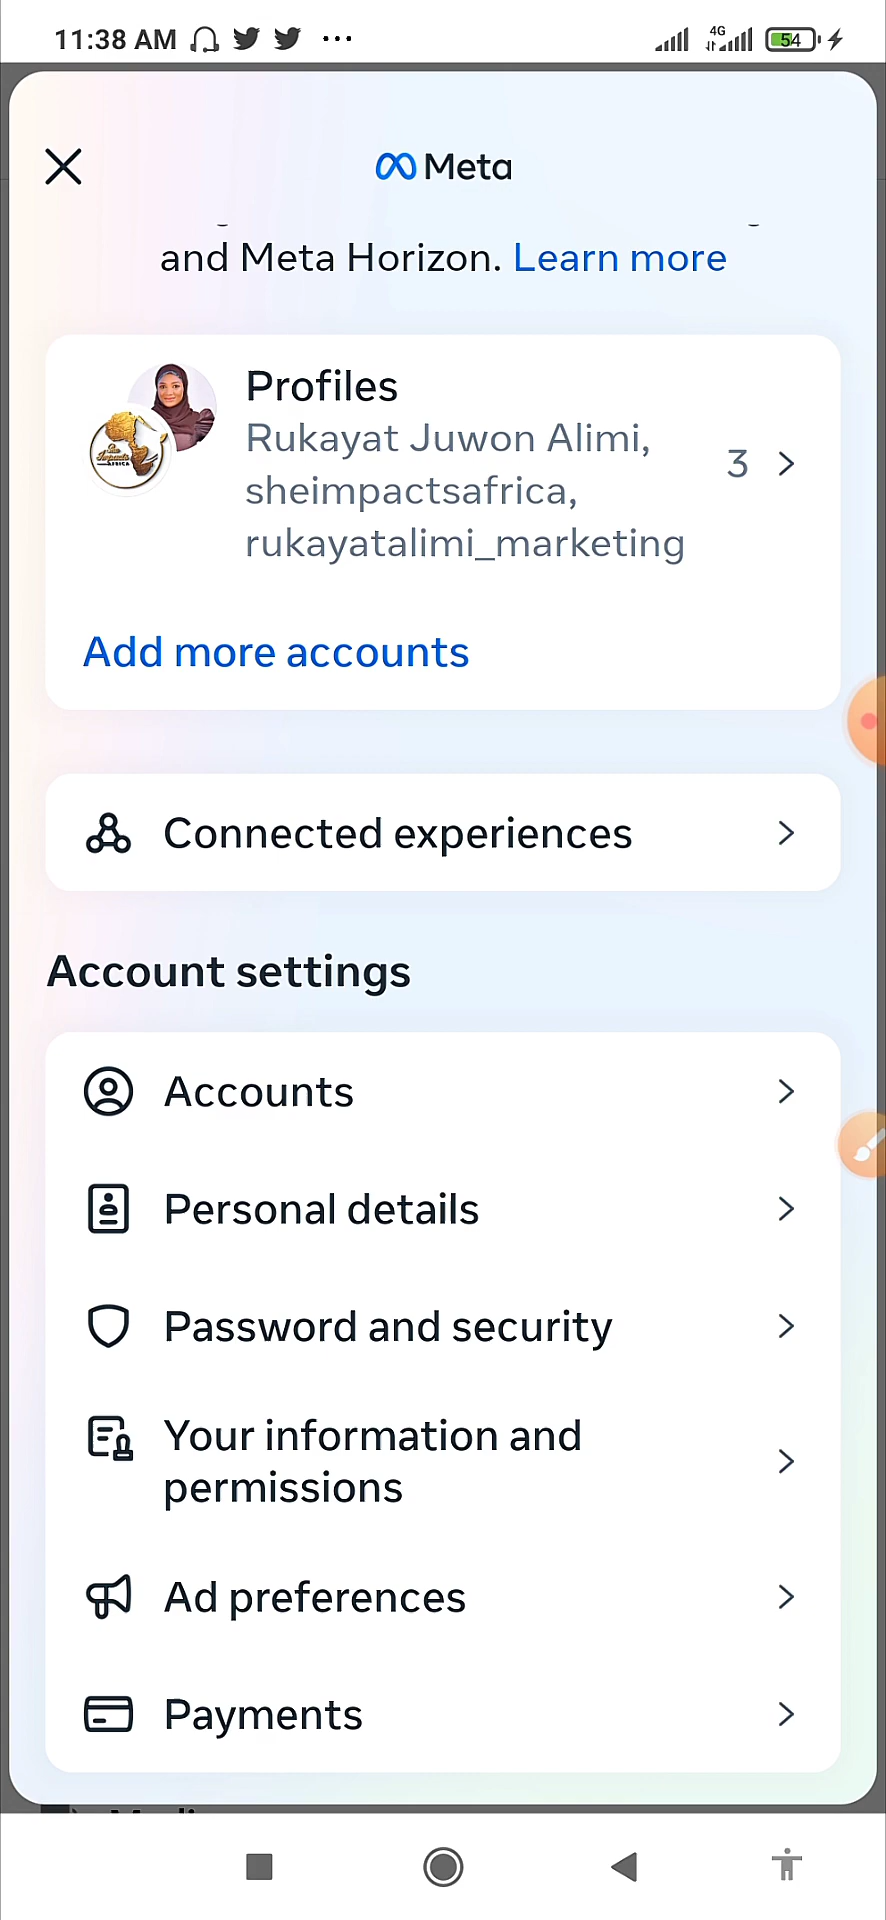 11:38 AM
4G
54
Meta
and Meta Horizon. Learn more
Profiles
Rukayat Juwon Alimi,
sheimpactsafrica,
rukayatalimi_marketing
3
Add more accounts
Connected experiences
Account settings
Accounts
Personal details
Password and security
Your information and
permissions
Ad preferences
Payments